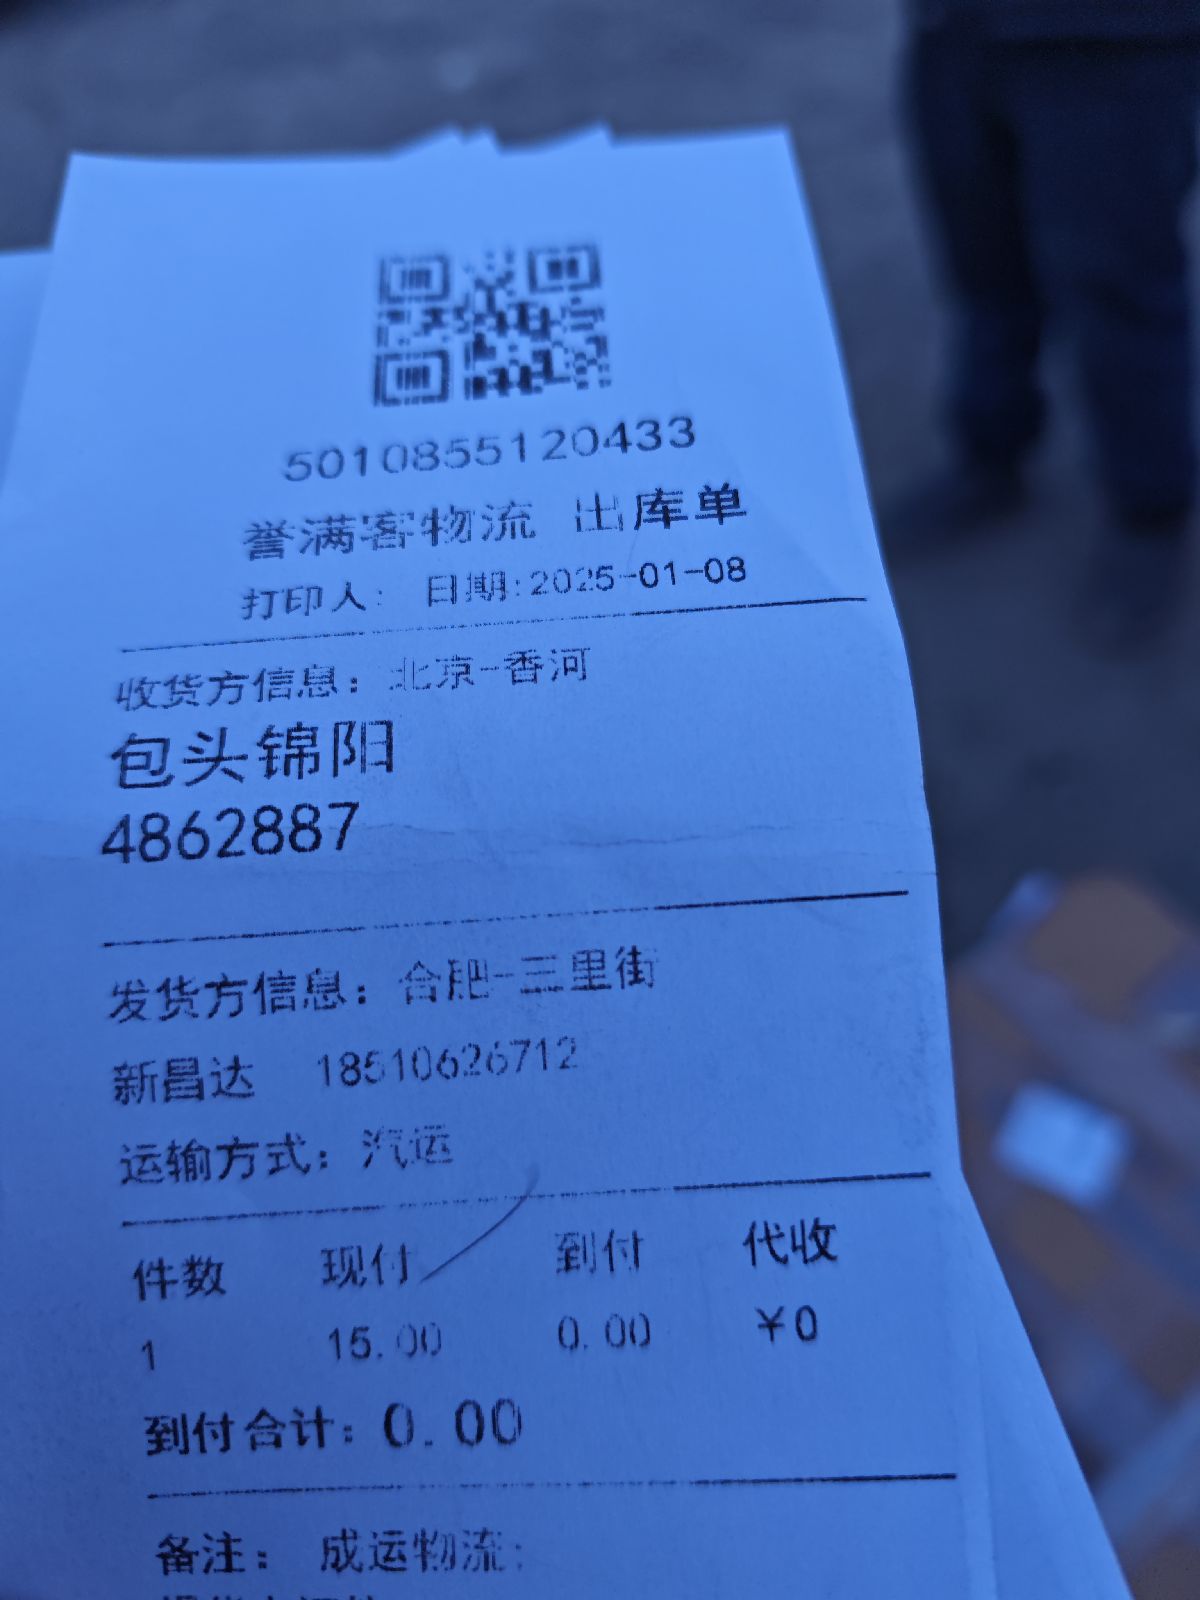 5010855120433
誉满客物流 出库单
打印人: 日期:2025-01-08
收货方信息: 北京-香河
包头锦阳
4862887
发货方信息: 合肥-三里街
新昌达 18510626712
运输方式: 汽运
件数 现付 到付 代收
1 15.00 0.00 ¥0
到付合计: 0.00
备注: 成运物流;